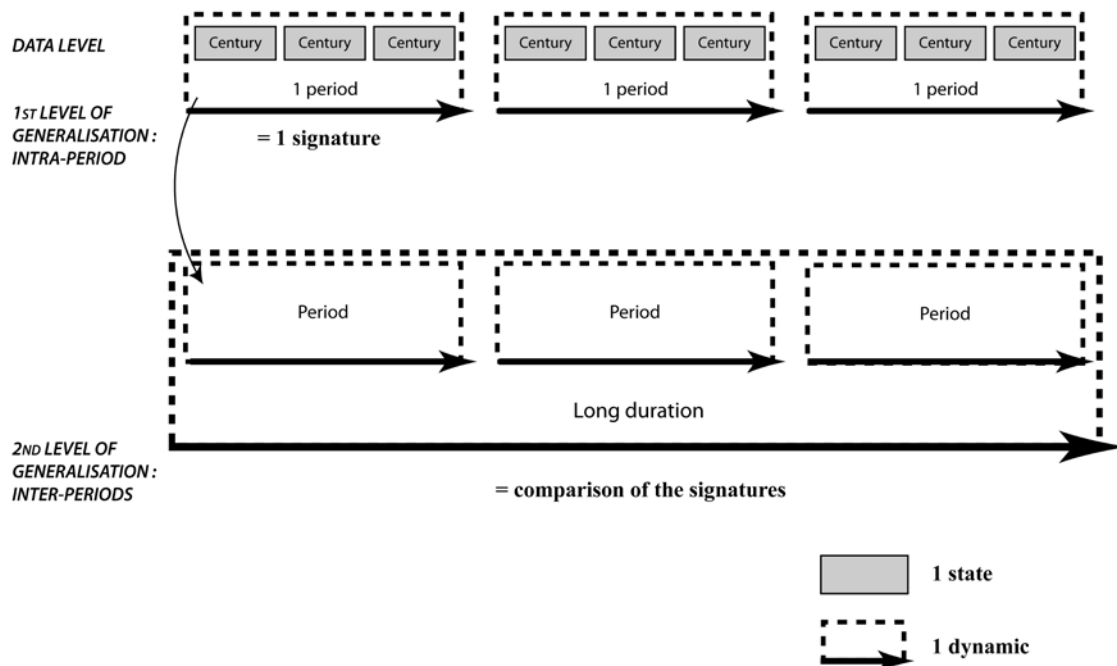 DATA LEVEL
Century Century Century
Century Century Century
Century Century Century
1 period
1 period
1 period
1ST LEVEL OF
GENERALISATION :
INTRA-PERIOD
= 1 signature
Period
Period
Period
Long duration
2ND LEVEL OF
GENERALISATION :
INTER-PERIODS
= comparison of the signatures
1 state
1 dynamic